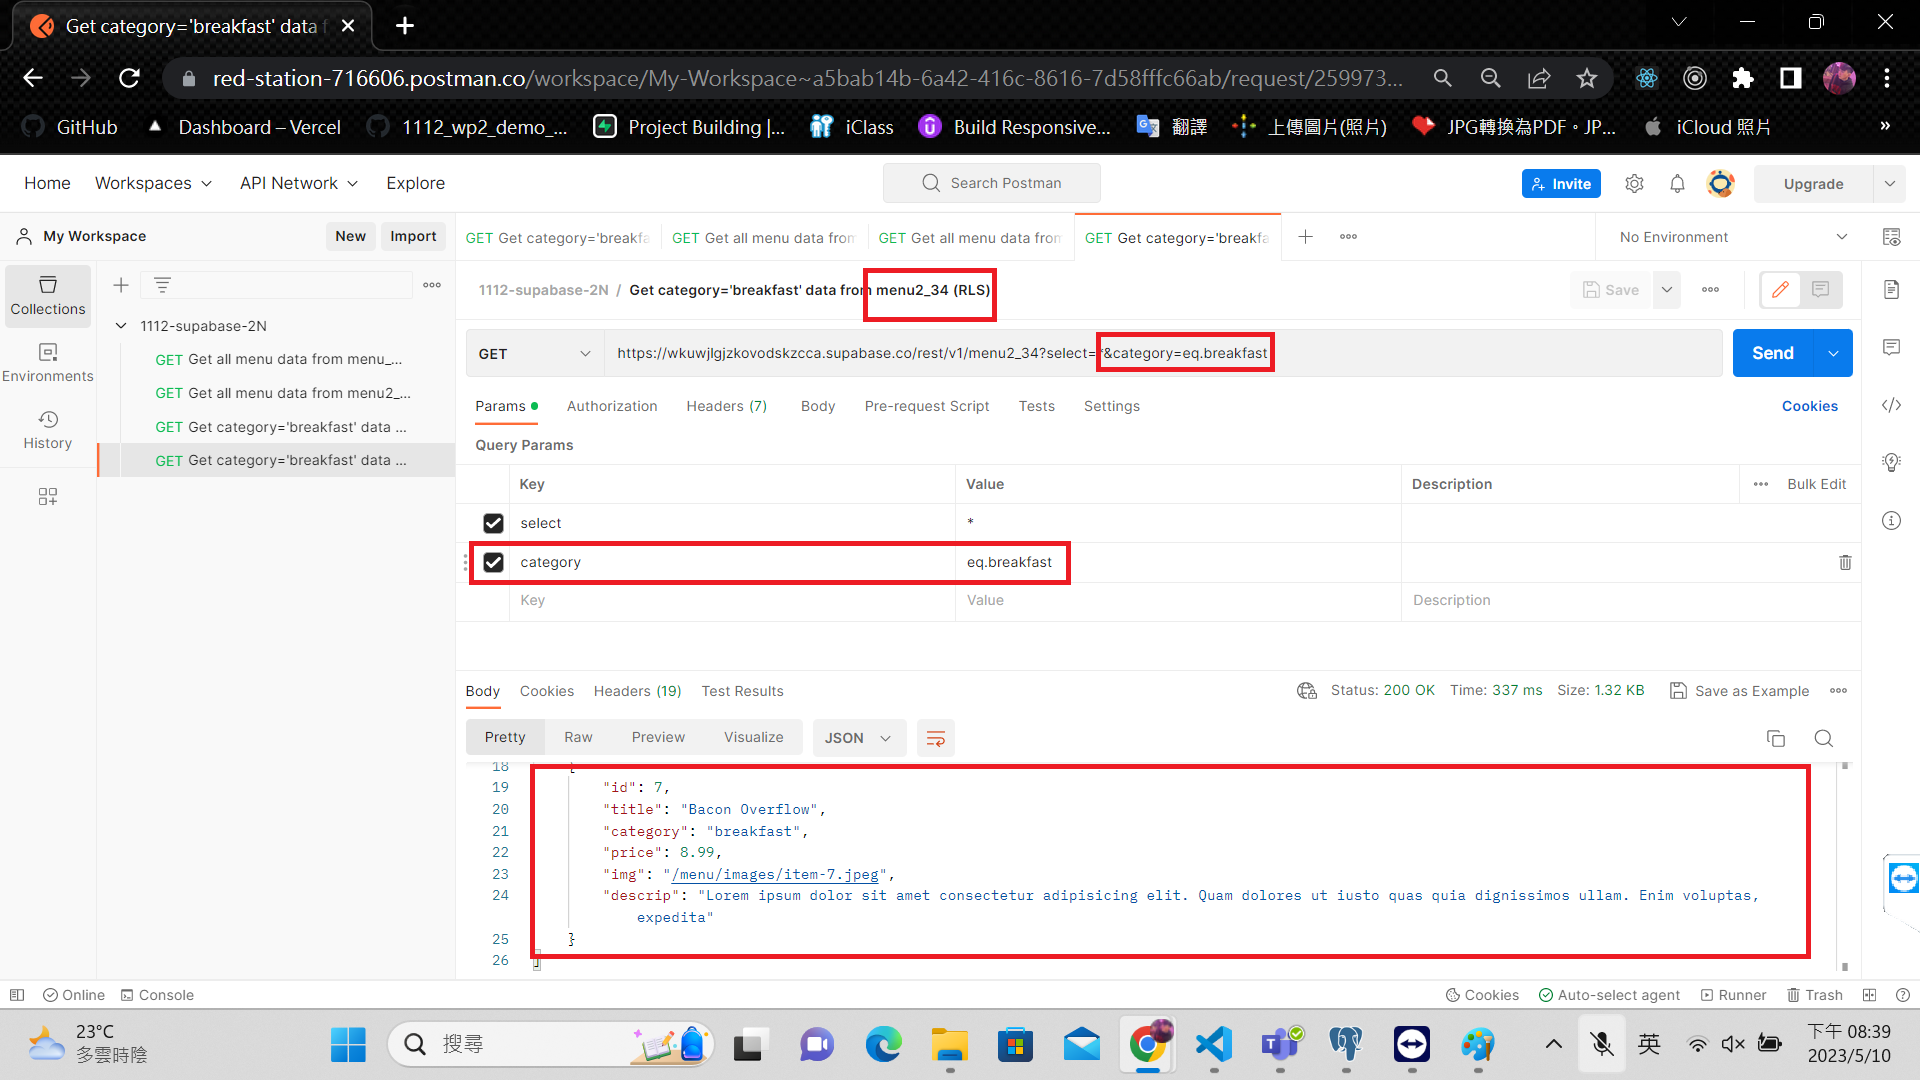 Get category='breakfast' data f
red-station-716606.postman.co/workspace/My-Workspace~a5bab14b-6a42-416c-8616-7d58fffc66ab/request/259973...
GitHub
Dashboard – Vercel
1112_wp2_demo_...
Project Building |...
iClass
Build Responsive...
翻譯
上傳圖片(照片)
JPG轉換為PDF。JP...
iCloud 照片
»
Home
Workspaces
API Network
Explore
Search Postman
Invite
Upgrade
My Workspace
New
Import
GET Get category='breakfa
GET Get all menu data from
GET Get all menu data from
GET Get category='breakfa
No Environment
Collections
Environments
History
1112-supabase-2N
GET Get all menu data from menu_...
GET Get all menu data from menu2_...
GET Get category='breakfast' data ...
GET Get category='breakfast' data ...
1112-supabase-2N / Get category='breakfast' data from menu2_34 (RLS)
Save
GET
https://wkuwjlgjzkovodskzcca.supabase.co/rest/v1/menu2_34?select=*&category=eq.breakfast
Send
Params
Authorization
Headers (7)
Body
Pre-request Script
Tests
Settings
Cookies
Query Params
Key
Value
Description
Bulk Edit
select
*
category
eq.breakfast
Key
Value
Description
Body
Cookies
Headers (19)
Test Results
Status: 200 OK
Time: 337 ms
Size: 1.32 KB
Save as Example
Pretty
Raw
Preview
Visualize
JSON
18
19 "id": 7,
20 "title": "Bacon Overflow",
21 "category": "breakfast",
22 "price": 8.99,
23 "img": "/menu/images/item-7.jpeg",
24 "descrip": "Lorem ipsum dolor sit amet consectetur adipisicing elit. Quam dolores ut iusto quas quia dignissimos ullam. Enim voluptas,
expedita"
25 }
26 ]
Online
Console
Cookies
Auto-select agent
Runner
Trash
23°C
多雲時陰
搜尋
英
下午 08:39
2023/5/10